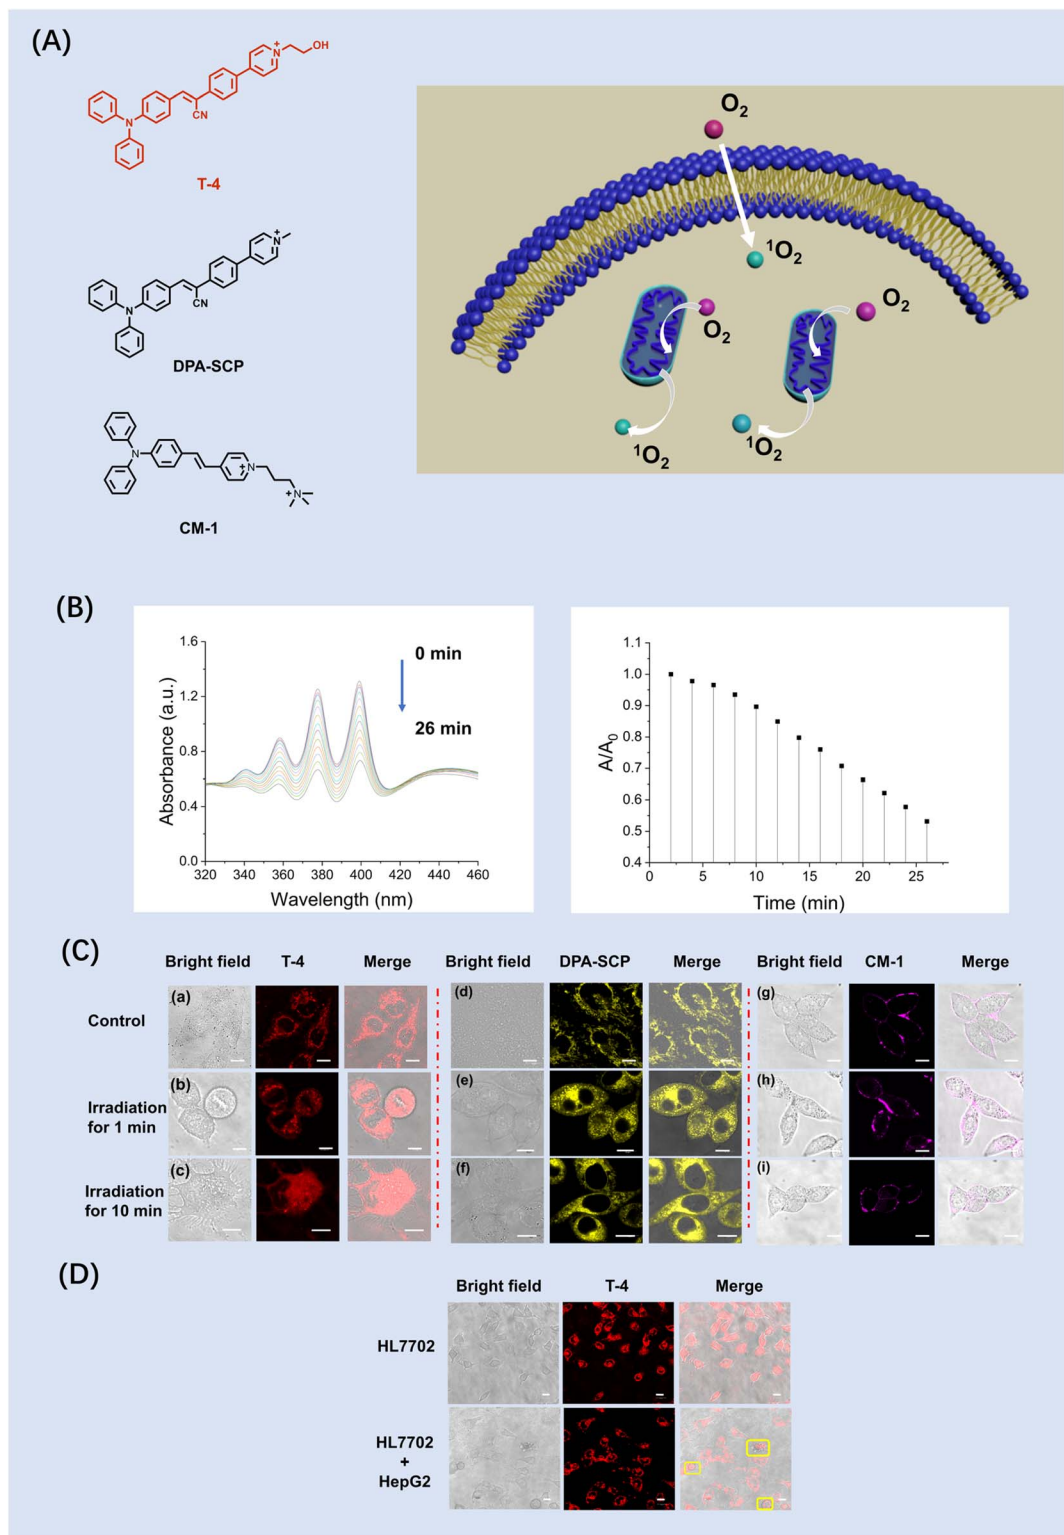 (A)
N
CN
N
+
OH
T-4
N
CN
N
+
DPA-SCP
N
N
+
N
+
CM-1
O2
1O2
O2
O2
1O2
1O2
(B)
Absorbance (a.u.)
1.6
1.2
0.8
0.4
0.0
0 min
26 min
320 340 360 380 400 420 440 460
Wavelength (nm)
A/A0
1.1
1.0
0.9
0.8
0.7
0.6
0.5
0.4
0 5 10 15 20 25
Time (min)
(C)
Bright field T-4 Merge Bright field DPA-SCP Merge Bright field CM-1 Merge
Control
(a) (d) (g)
Irradiation
for 1 min
(b) (e) (h)
Irradiation
for 10 min
(c) (f) (i)
(D)
Bright field T-4 Merge
HL7702
HL7702
+
HepG2